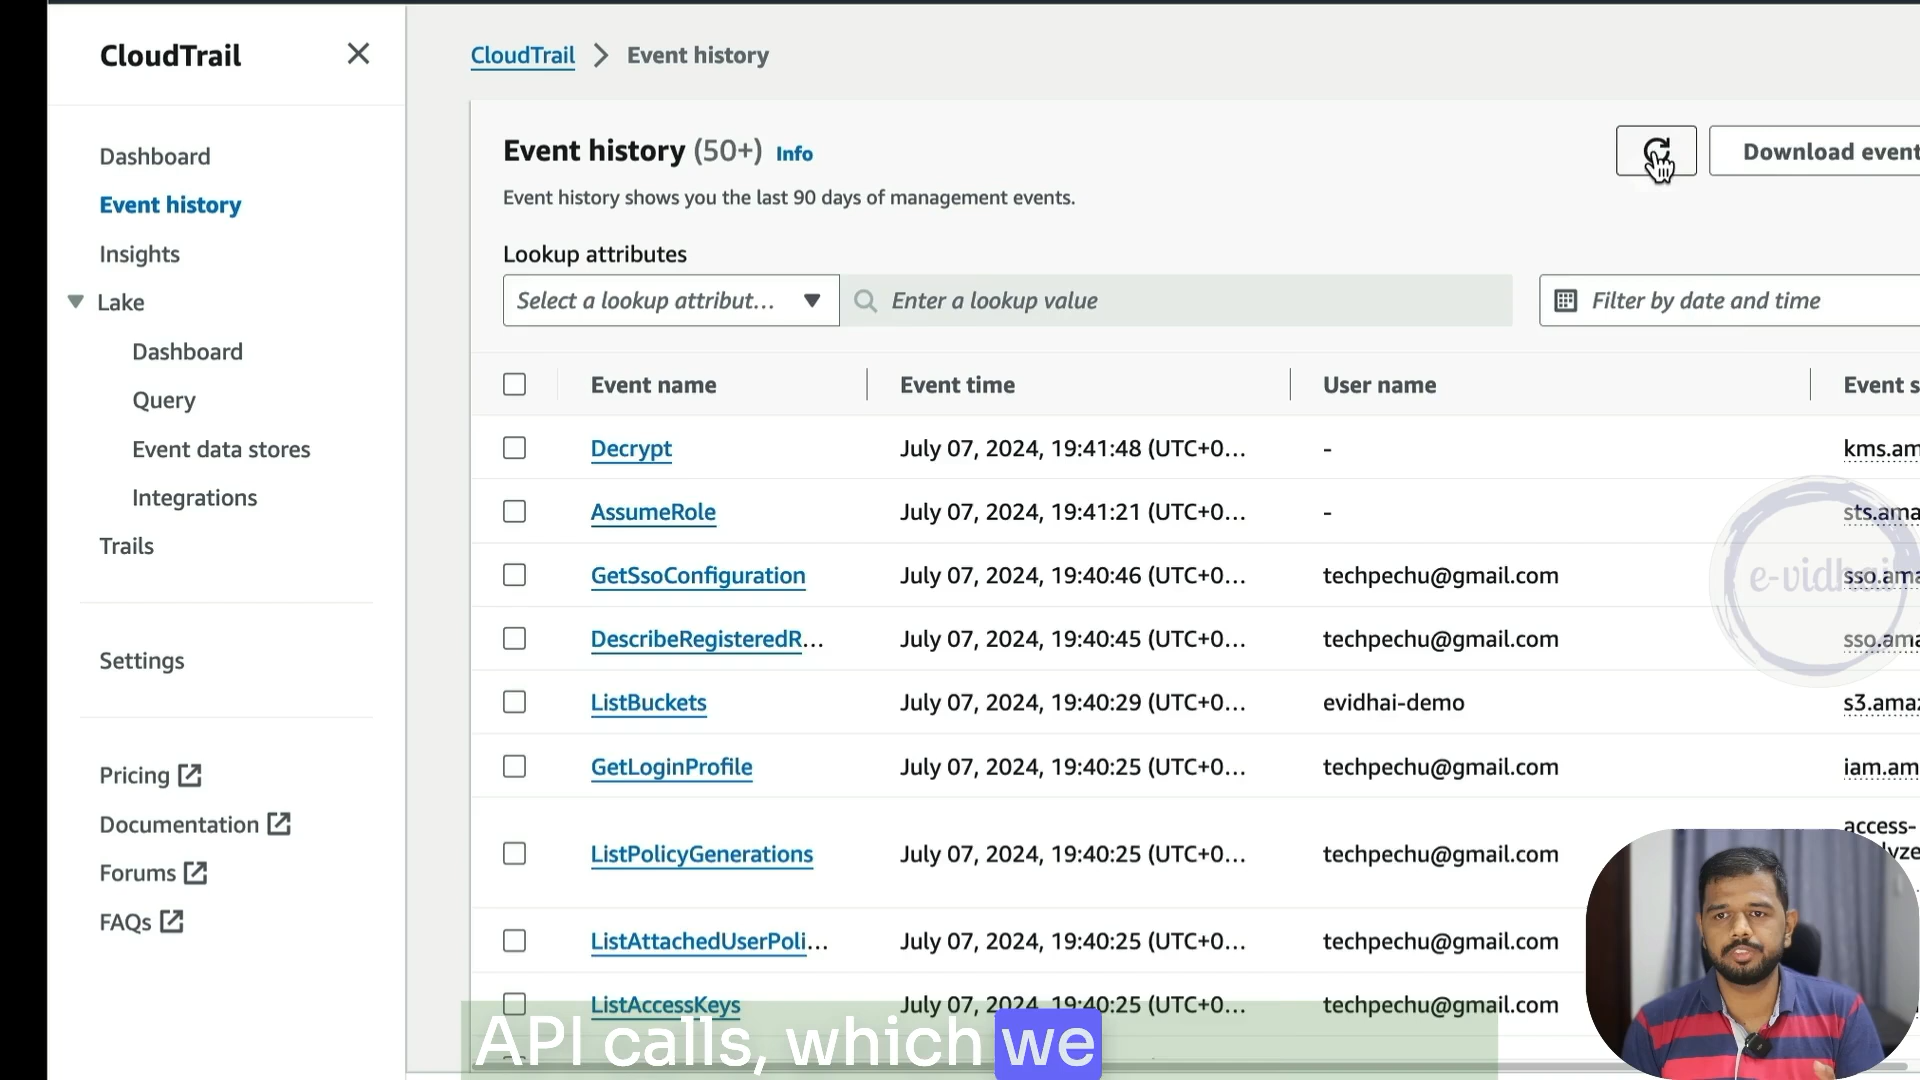 CloudTrail
Dashboard
Event history
Insights
Lake
Dashboard
Query
Event data stores
Integrations
Trails
Settings
Pricing
Documentation
Forums
FAQs
CloudTrail > Event history
Event history (50+) Info
Event history shows you the last 90 days of management events.
Download event
Lookup attributes
Select a lookup attribut... Enter a lookup value Filter by date and time
Event name Event time User name Event s
Decrypt July 07, 2024, 19:41:48 (UTC+0... - kms.am
AssumeRole July 07, 2024, 19:41:21 (UTC+0... - sts.ama
GetSsoConfiguration July 07, 2024, 19:40:46 (UTC+0... techpechu@gmail.com sso.ama
DescribeRegisteredR... July 07, 2024, 19:40:45 (UTC+0... techpechu@gmail.com sso.ama
ListBuckets July 07, 2024, 19:40:29 (UTC+0... evidhai-demo s3.ama
GetLoginProfile July 07, 2024, 19:40:25 (UTC+0... techpechu@gmail.com iam.am
ListPolicyGenerations July 07, 2024, 19:40:25 (UTC+0... techpechu@gmail.com access-
lyze
ListAttachedUserPoli... July 07, 2024, 19:40:25 (UTC+0... techpechu@gmail.com
ListAccessKeys July 07, 2024, 19:40:25 (UTC+0... techpechu@gmail.com
e-vidhai
API calls, which we